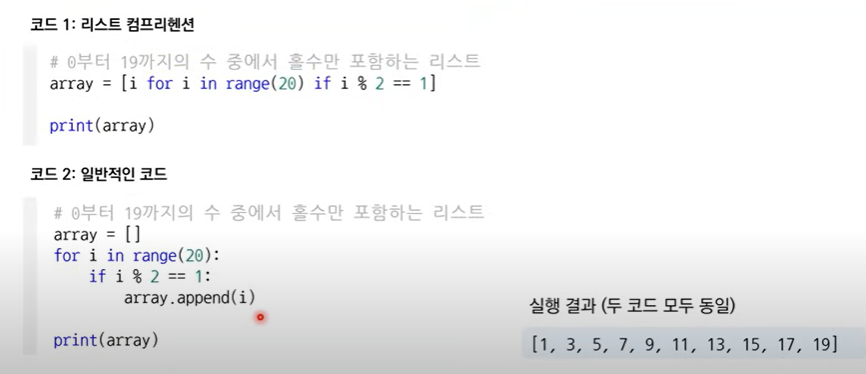 코드 1: 리스트 컴프리헨션
# 0부터 19까지의 수 중에서 홀수만 포함하는 리스트
array = [i for i in range(20) if i % 2 == 1]
print(array)
코드 2: 일반적인 코드
# 0부터 19까지의 수 중에서 홀수만 포함하는 리스트
array = []
for i in range(20):
    if i % 2 == 1:
        array.append(i)
print(array)
실행 결과 (두 코드 모두 동일)
[1, 3, 5, 7, 9, 11, 13, 15, 17, 19]